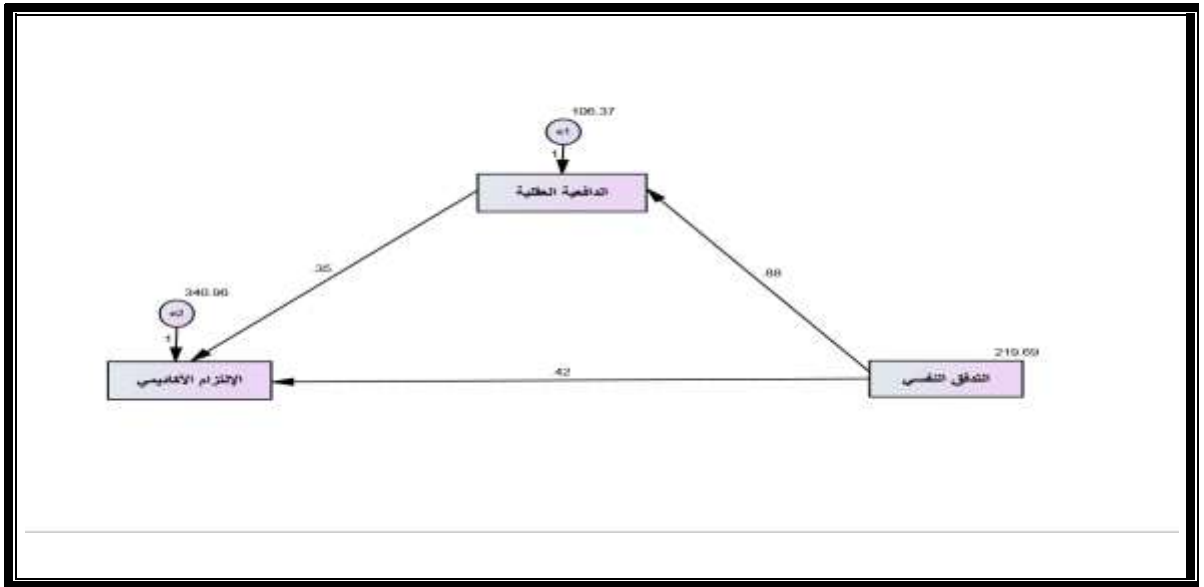 106.37
e1
1
الدافعية العقلية
.35
.88
340.96
e2
1
219.69
الإلتزام الأكاديمي
.42
التدفق النفسي